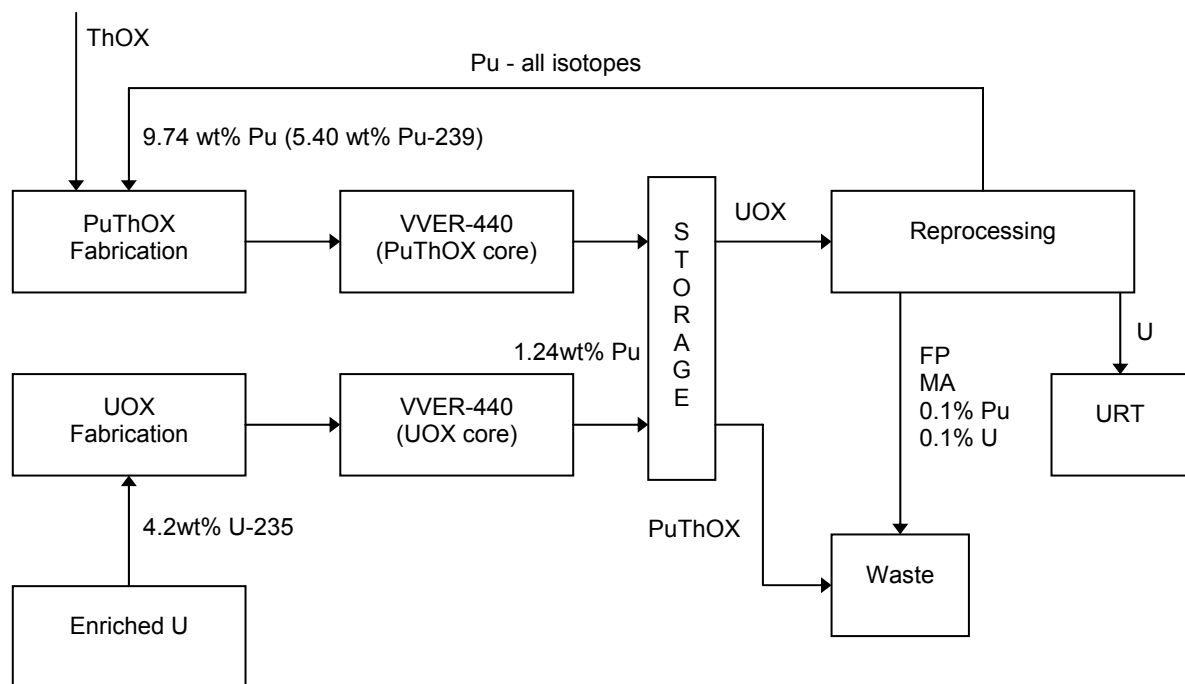 ThOX
Pu - all isotopes
9.74 wt% Pu (5.40 wt% Pu-239)
PuThOX
Fabrication
VVER-440
(PuThOX core)
S
T
O
R
A
G
E
UOX
Reprocessing
1.24wt% Pu
FP
MA
0.1% Pu
0.1% U
U
UOX
Fabrication
VVER-440
(UOX core)
URT
4.2wt% U-235
PuThOX
Enriched U
Waste